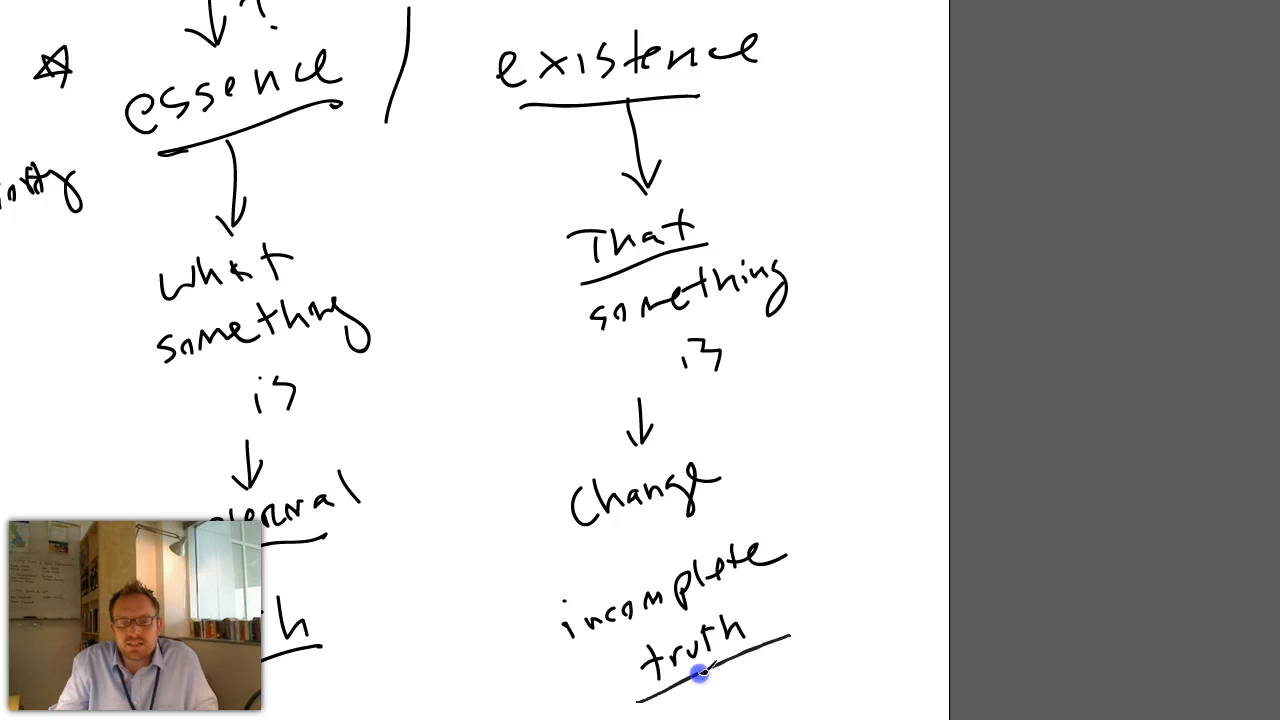 essence / existence
what
something
is
That
something
is
Change
incomplete
truth